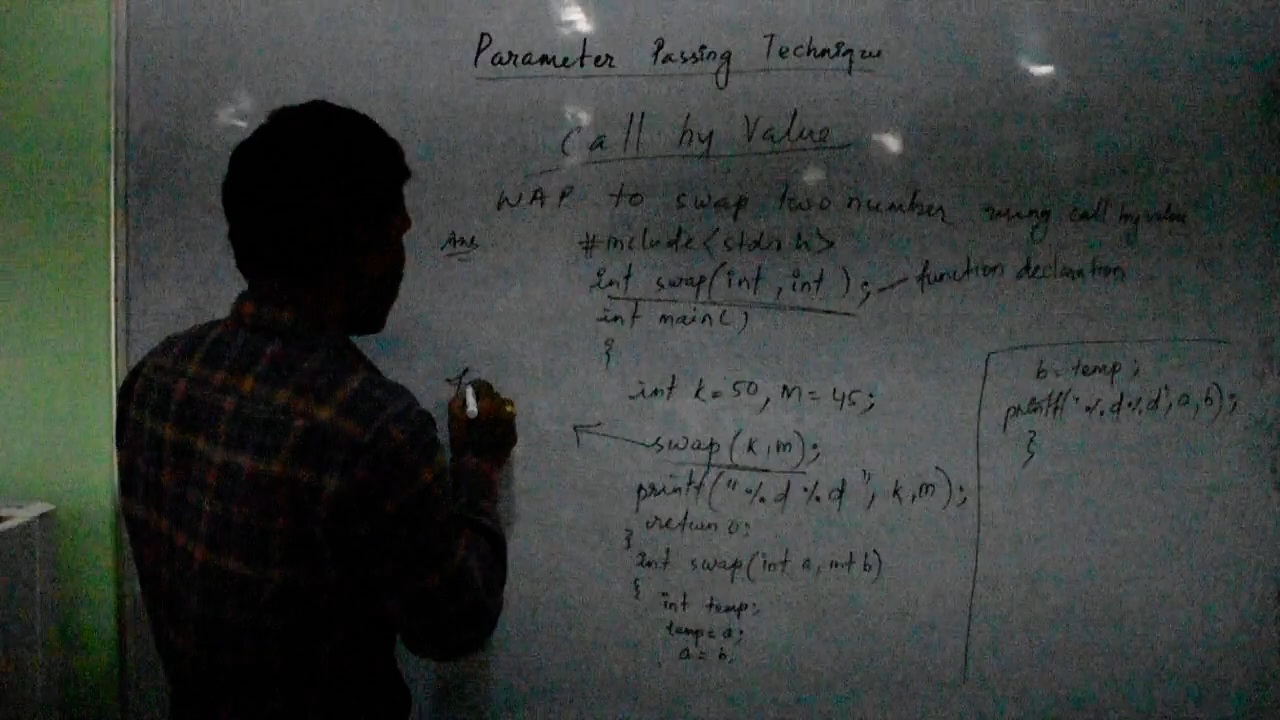 Parameter Passing Technique
Call by Value
WAP to swap two number using call by value
Ans
#include<stdio.h>
int swap(int, int); — function declaration
int main()
{
int k=50, m=45;
swap(k,m);
printf("%d %d", k,m);
return 0;
}
int swap(int a, int b)
{
int temp;
temp=a;
a=b;
b=temp;
printf("%d%d",a,b);
}